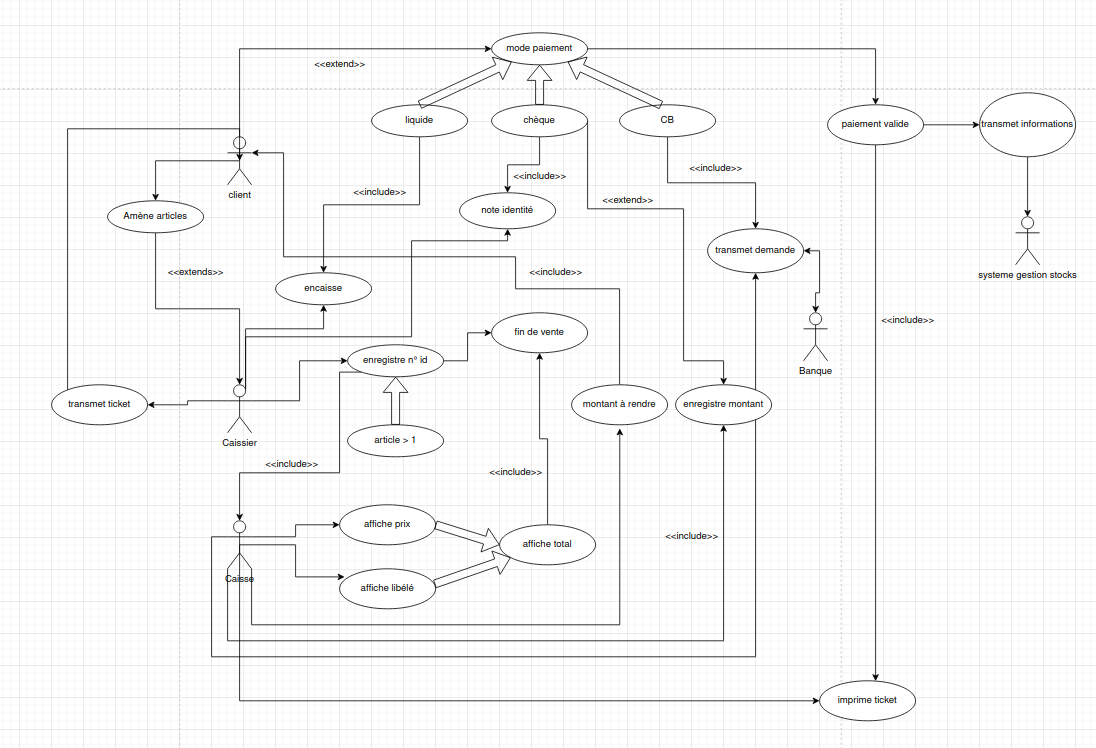 mode paiement
<<extend>>
liquide
chèque
CB
paiement valide
transmet informations
client
<<include>>
<<include>>
<<include>>
<<extend>>
Amène articles
note identité
transmet demande
<<extends>>
<<include>>
systeme gestion stocks
encaisse
fin de vente
<<include>>
enregistre n° id
Banque
transmet ticket
montant à rendre
enregistre montant
Caissier
article > 1
<<include>>
<<include>>
affiche prix
affiche total
<<include>>
Caisse
affiche libélé
imprime ticket